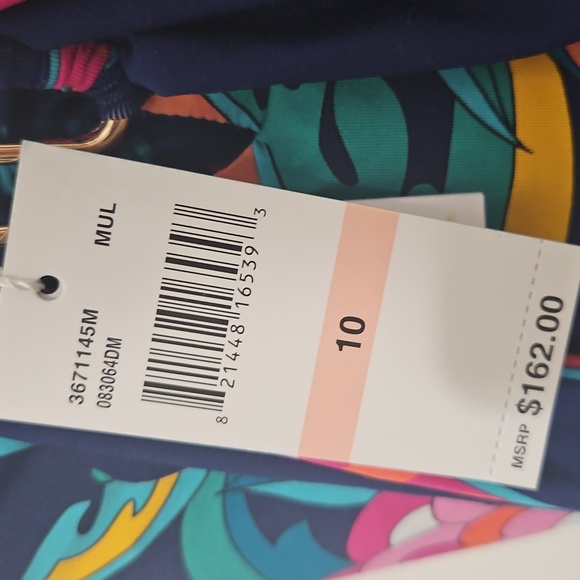 3671145M MUL
083064DM
8 21448 16539 3
10
MSRP $162.00